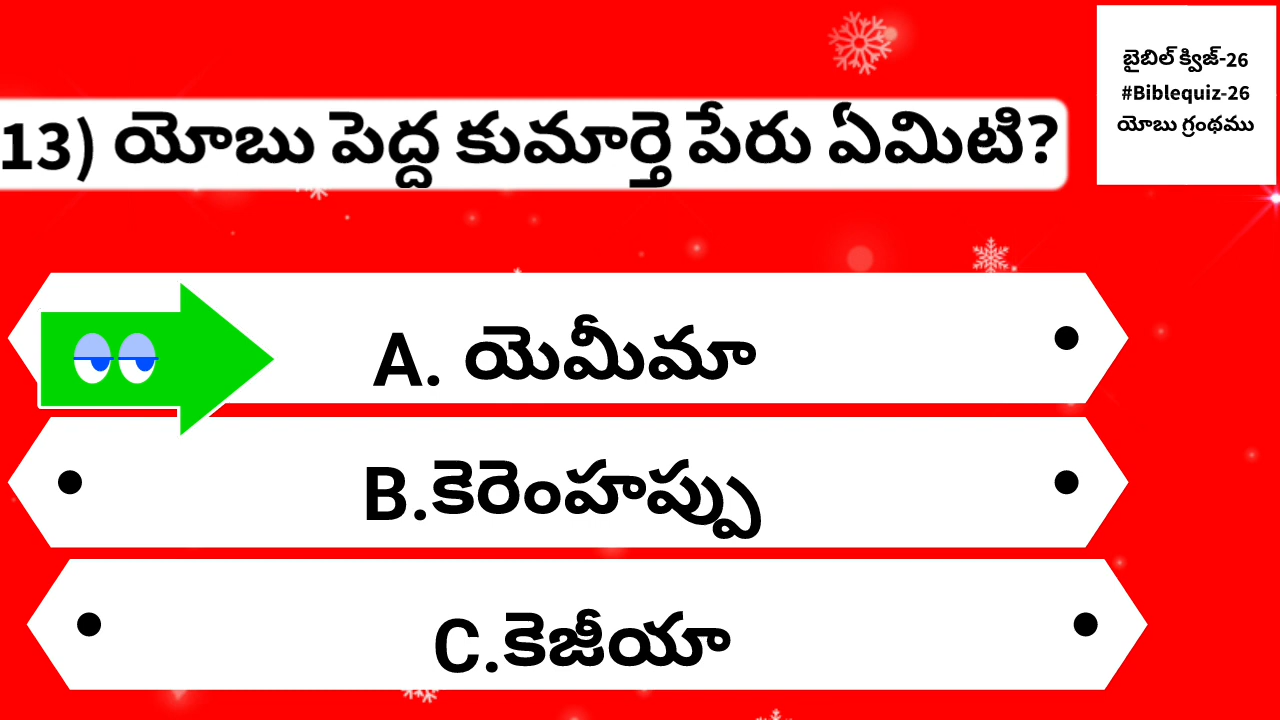 బైబిల్ క్విజ్-26
#Biblequiz-26
యోబు గ్రంథము
13) యోబు పెద్ద కుమార్తె పేరు ఏమిటి?
A. యెమీమా
B.కెరెంహప్పు
C.కెజీయా